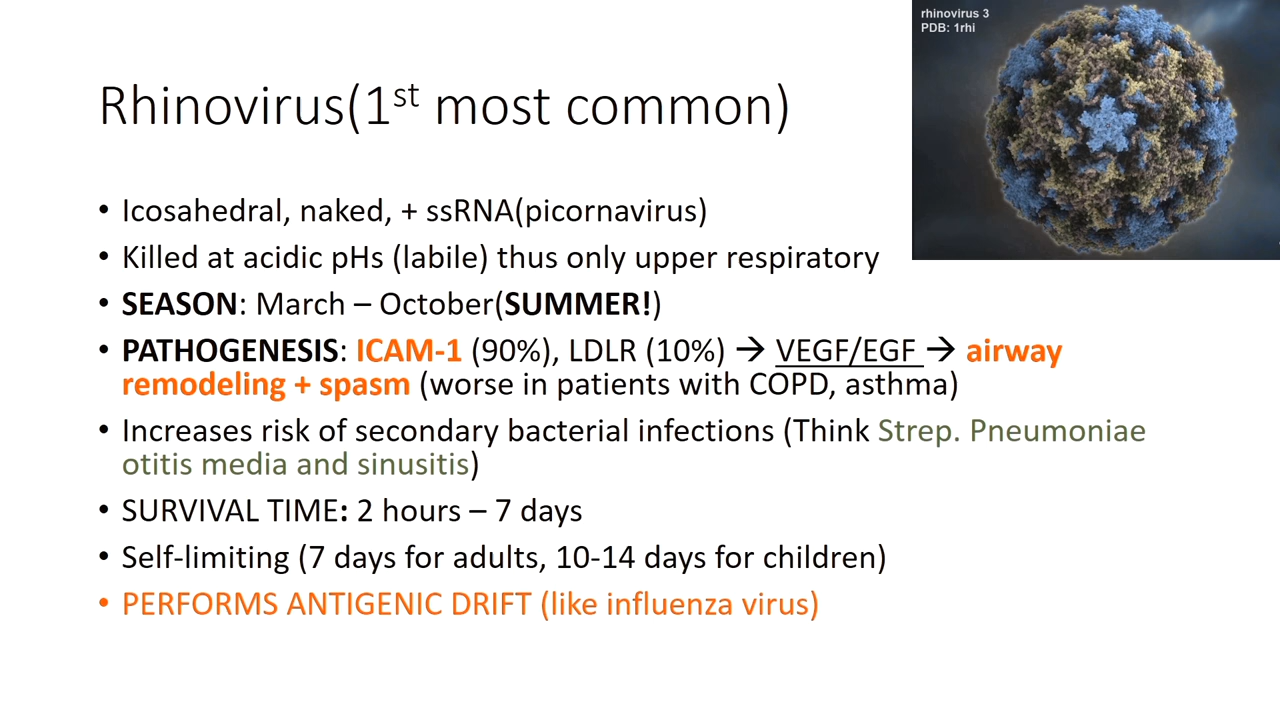 rhinovirus 3
PDB: 1rhi
Rhinovirus(1st most common)
• Icosahedral, naked, + ssRNA(picornavirus)
• Killed at acidic pHs (labile) thus only upper respiratory
• SEASON: March – October(SUMMER!)
• PATHOGENESIS: ICAM-1 (90%), LDLR (10%) → VEGF/EGF → airway
remodeling + spasm (worse in patients with COPD, asthma)
• Increases risk of secondary bacterial infections (Think Strep. Pneumoniae
otitis media and sinusitis)
• SURVIVAL TIME: 2 hours – 7 days
• Self-limiting (7 days for adults, 10-14 days for children)
• PERFORMS ANTIGENIC DRIFT (like influenza virus)